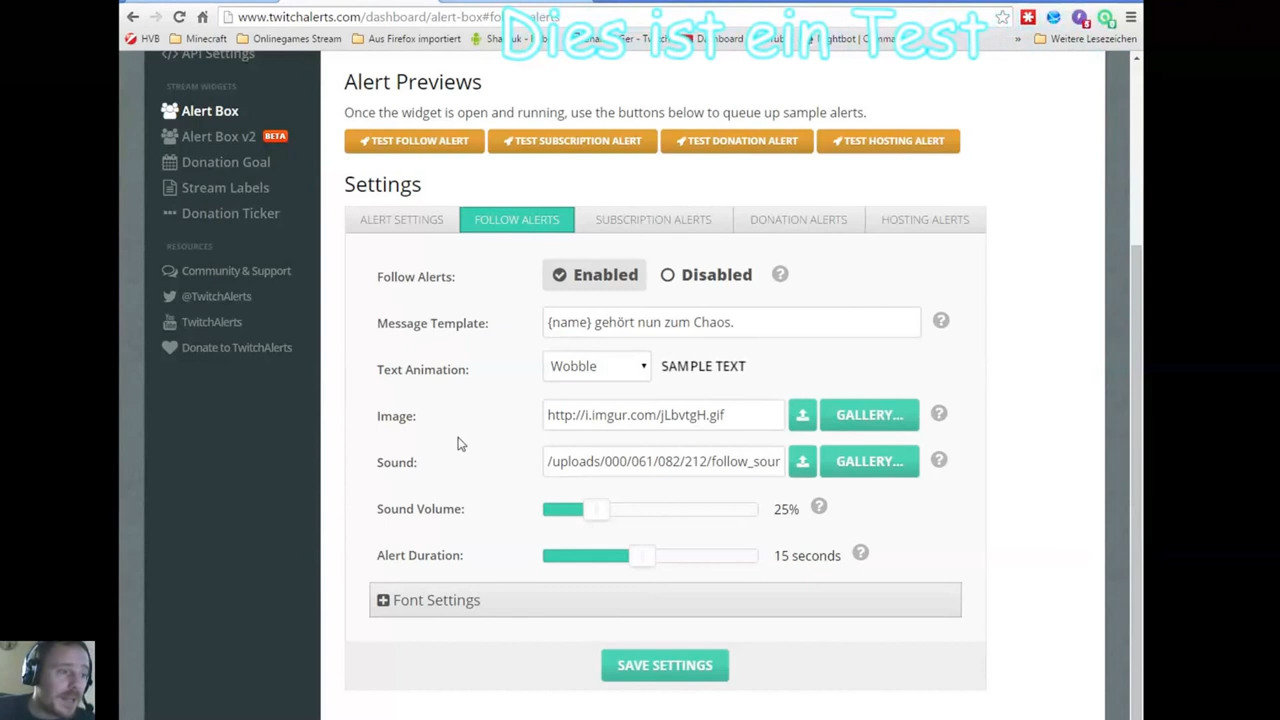 www.twitchalerts.com/dashboard/alert-box#fo
Dies ist ein Test
HVB Minecraft Onlinegames Stream Aus Firefox importiert Weitere Lesezeichen
API Settings
STREAM WIDGETS
Alert Box
Alert Box v2 BETA
Donation Goal
Stream Labels
Donation Ticker
RESOURCES
Community & Support
@TwitchAlerts
TwitchAlerts
Donate to TwitchAlerts
Alert Previews
Once the widget is open and running, use the buttons below to queue up sample alerts.
TEST FOLLOW ALERT TEST SUBSCRIPTION ALERT TEST DONATION ALERT TEST HOSTING ALERT
Settings
ALERT SETTINGS FOLLOW ALERTS SUBSCRIPTION ALERTS DONATION ALERTS HOSTING ALERTS
Follow Alerts: Enabled Disabled ?
Message Template: {name} gehört nun zum Chaos. ?
Text Animation: Wobble SAMPLE TEXT
Image: http://i.imgur.com/jLbvtgH.gif GALLERY... ?
Sound: /uploads/000/061/082/212/follow_sour GALLERY... ?
Sound Volume: 25% ?
Alert Duration: 15 seconds ?
Font Settings
SAVE SETTINGS